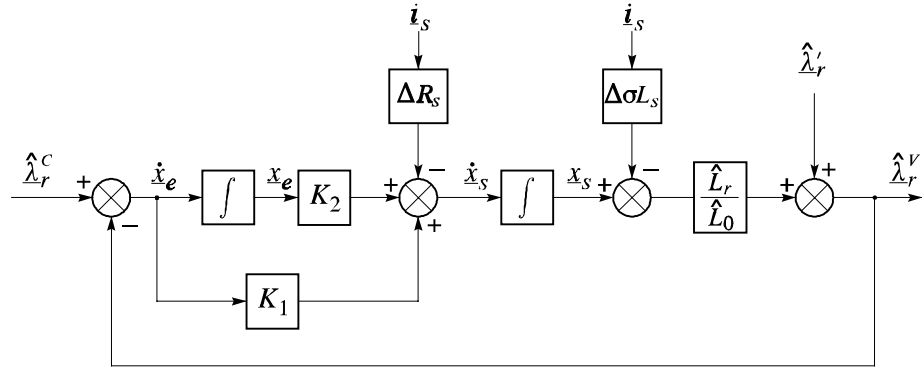 i_s i_s
ΔR_s ΔσL_s λ̂_r′
λ̂_r^C + ẋ_e ∫ x_e K_2 + − ẋ_s ∫ x_s + − L̂_r / L̂_0 + + λ̂_r^V
− +
K_1